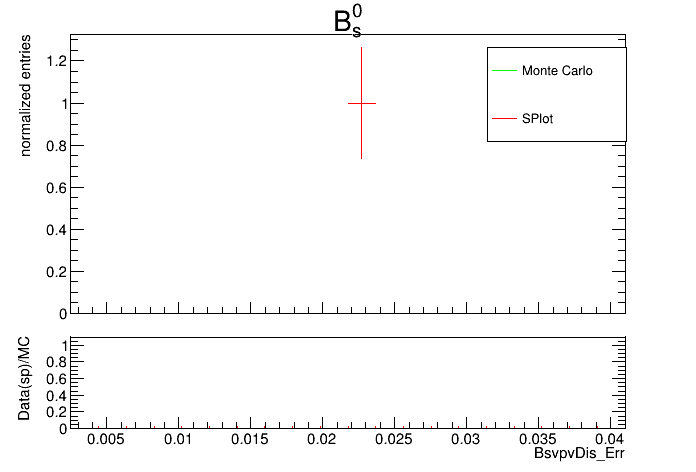 B⁰ₛ
normalized entries
1.2
1
0.8
0.6
0.4
0.2
0
Monte Carlo
SPlot
Data(sp)/MC
1
0.8
0.6
0.4
0.2
0
0.005 0.01 0.015 0.02 0.025 0.03 0.035 0.04
BsvpvDis_Err